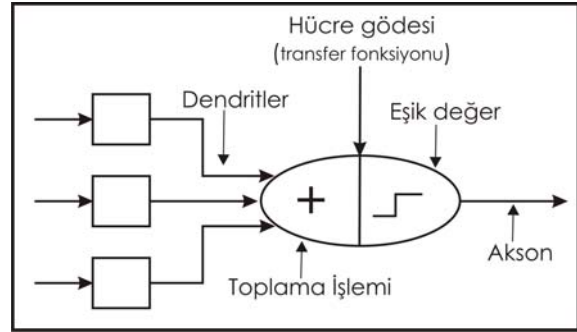 Hücre gödesi
(transfer fonksiyonu)
Dendritler
Eşik değer
+
Toplama İşlemi
Akson